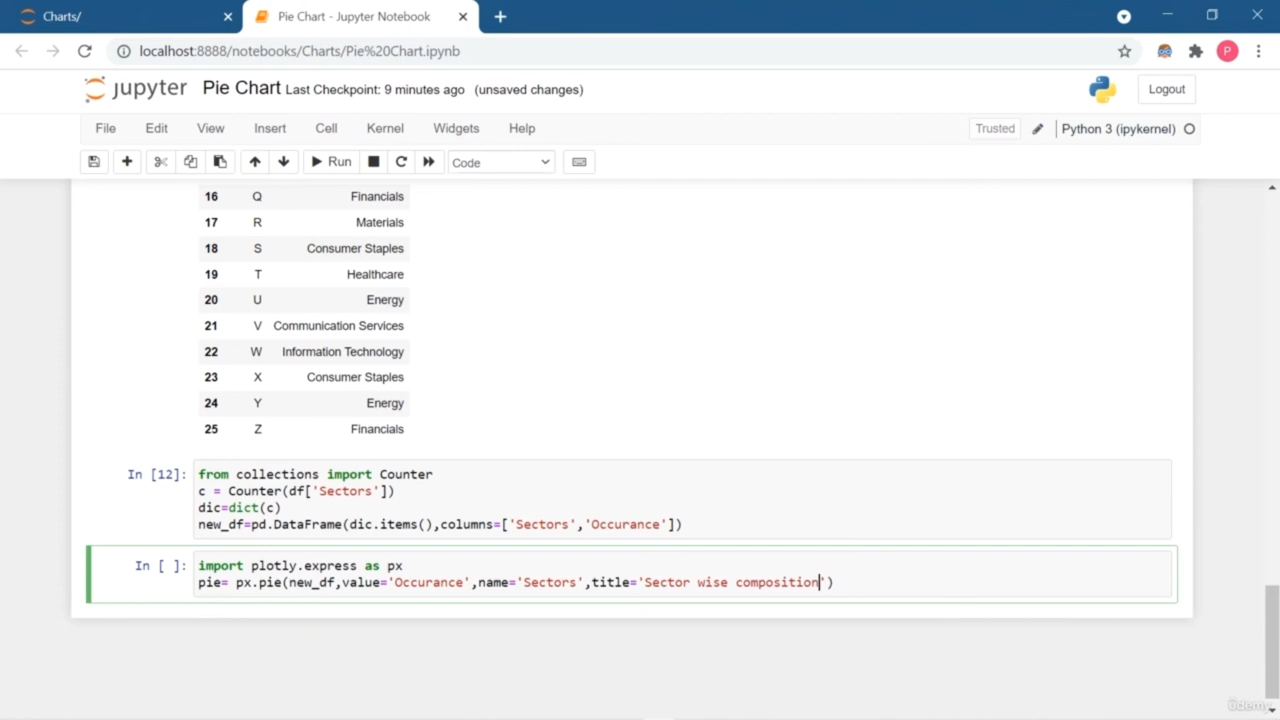 Charts/
Pie Chart - Jupyter Notebook
localhost:8888/notebooks/Charts/Pie%20Chart.ipynb
P
jupyter Pie Chart Last Checkpoint: 9 minutes ago (unsaved changes)
Logout
File Edit View Insert Cell Kernel Widgets Help
Trusted
Python 3 (ipykernel)
Run
Code
16 Q Financials
17 R Materials
18 S Consumer Staples
19 T Healthcare
20 U Energy
21 V Communication Services
22 W Information Technology
23 X Consumer Staples
24 Y Energy
25 Z Financials
In [12]: from collections import Counter
c = Counter(df['Sectors'])
dic=dict(c)
new_df=pd.DataFrame(dic.items(),columns=['Sectors','Occurance'])
In [ ]: import plotly.express as px
pie= px.pie(new_df,value='Occurance',name='Sectors',title='Sector wise composition')
ûdemy